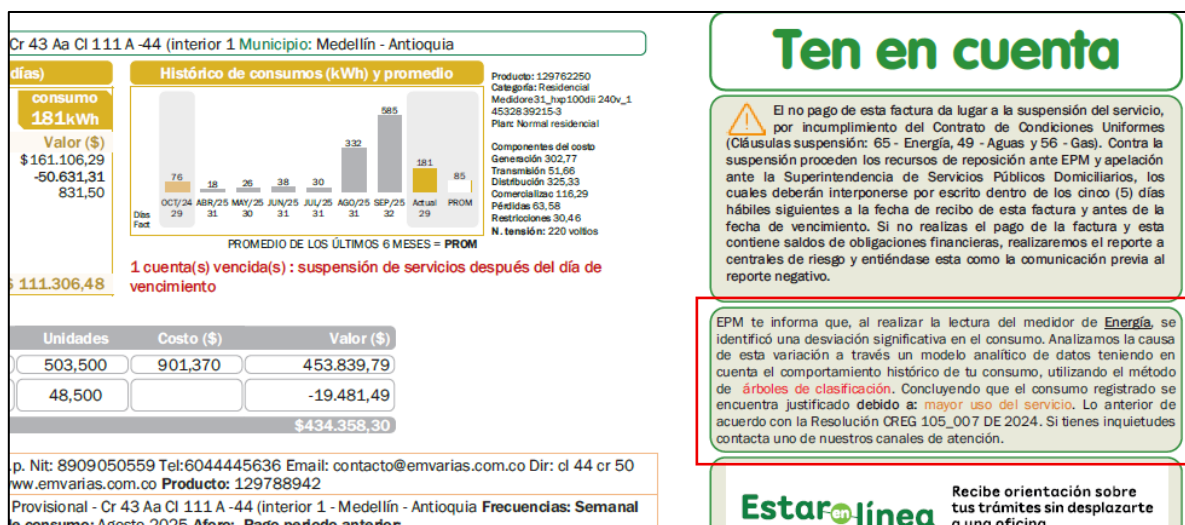 Cr 43 Aa Cl 111 A -44 (interior 1 Municipio: Medellín - Antioquia
días)
consumo
181kWh
Valor ($)
$161.106,29
-50.631,31
831,50
111.306,48
Histórico de consumos (kWh) y promedio
76 18 26 38 30 332 585 181 85
OCT/24 ABR/25 MAY/25 JUN/25 JUL/25 AGO/25 SEP/25 Actual PROM
Días Fact 29 31 30 31 31 31 32 29
PROMEDIO DE LOS ÚLTIMOS 6 MESES = PROM
Producto: 129762250
Categoría: Residencial
Medidore31_hxp100dii 240v_1
4532839215-3
Plan: Normal residencial
Componentes del costo
Generación 302,77
Transmisión 51,66
Distribución 325,33
Comercializac 116,29
Pérdidas 63,58
Restricciones 30,46
N. tensión: 220 voltios
1 cuenta(s) vencida(s) : suspensión de servicios después del día de
vencimiento
Unidades Costo ($) Valor ($)
503,500 901,370 453.839,79
48,500 -19.481,49
$434.358,30
.p. Nit: 8909050559 Tel:6044445636 Email: contacto@emvarias.com.co Dir: cl 44 cr 50
www.emvarias.com.co Producto: 129788942
Provisional - Cr 43 Aa Cl 111 A -44 (interior 1 - Medellín - Antioquia Frecuencias: Semanal
de consumo: Agosto 2025 Aforo: Pago periodo anterior:
Ten en cuenta
El no pago de esta factura da lugar a la suspensión del servicio,
por incumplimiento del Contrato de Condiciones Uniformes
(Cláusulas suspensión: 65 - Energía, 49 - Aguas y 56 - Gas). Contra la
suspensión proceden los recursos de reposición ante EPM y apelación
ante la Superintendencia de Servicios Públicos Domiciliarios, los
cuales deberán interponerse por escrito dentro de los cinco (5) días
hábiles siguientes a la fecha de recibo de esta factura y antes de la
fecha de vencimiento. Si no realizas el pago de la factura y esta
contiene saldos de obligaciones financieras, realizaremos el reporte a
centrales de riesgo y entiéndase esta como la comunicación previa al
reporte negativo.
EPM te informa que, al realizar la lectura del medidor de Energía, se
identificó una desviación significativa en el consumo. Analizamos la causa
de esta variación a través un modelo analítico de datos teniendo en
cuenta el comportamiento histórico de tu consumo, utilizando el método
de árboles de clasificación. Concluyendo que el consumo registrado se
encuentra justificado debido a: mayor uso del servicio. Lo anterior de
acuerdo con la Resolución CREG 105_007 DE 2024. Si tienes inquietudes
contacta uno de nuestros canales de atención.
Estar en línea
Recibe orientación sobre
tus trámites sin desplazarte
a una oficina